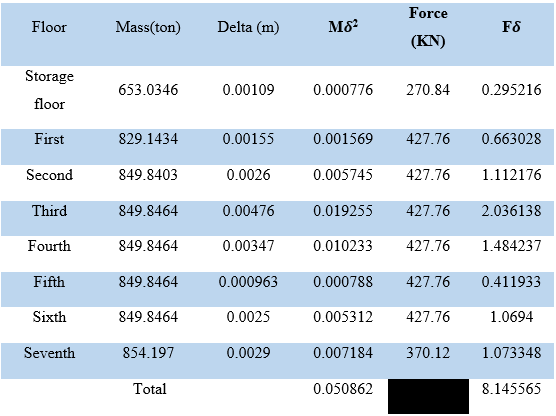 Floor Mass(ton) Delta (m) Mδ² Force (KN) Fδ
Storage floor 653.0346 0.00109 0.000776 270.84 0.295216
First 829.1434 0.00155 0.001569 427.76 0.663028
Second 849.8403 0.0026 0.005745 427.76 1.112176
Third 849.8464 0.00476 0.019255 427.76 2.036138
Fourth 849.8464 0.00347 0.010233 427.76 1.484237
Fifth 849.8464 0.000963 0.000788 427.76 0.411933
Sixth 849.8464 0.0025 0.005312 427.76 1.0694
Seventh 854.197 0.0029 0.007184 370.12 1.073348
Total 0.050862 8.145565